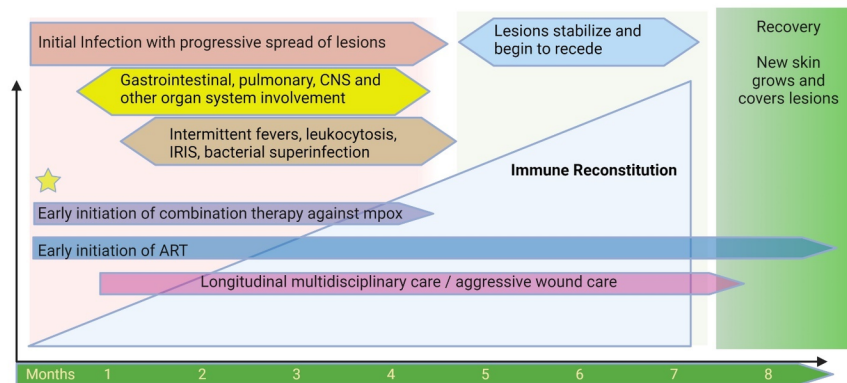 Initial Infection with progressive spread of lesions
Lesions stabilize and
begin to recede
Recovery
New skin
grows and
covers lesions
Gastrointestinal, pulmonary, CNS and
other organ system involvement
Intermittent fevers, leukocytosis,
IRIS, bacterial superinfection
Immune Reconstitution
Early initiation of combination therapy against mpox
Early initiation of ART
Longitudinal multidisciplinary care / aggressive wound care
Months 1 2 3 4 5 6 7 8